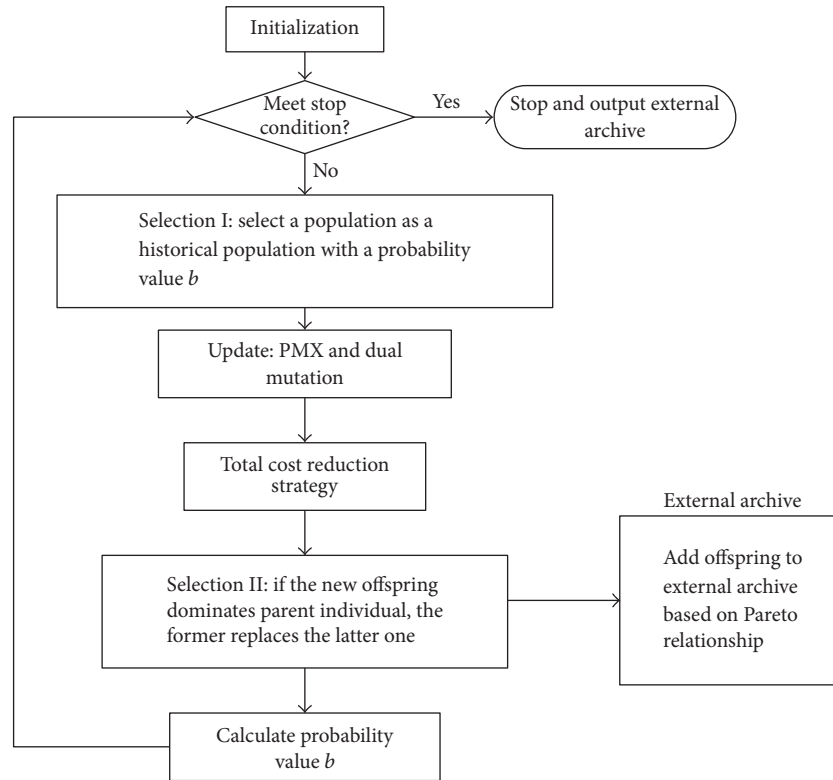 Initialization
Meet stop
condition?
Yes
Stop and output external
archive
No
Selection I: select a population as a
historical population with a probability
value b
Update: PMX and dual
mutation
Total cost reduction
strategy
External archive
Selection II: if the new offspring
dominates parent individual, the
former replaces the latter one
Add offspring to
external archive
based on Pareto
relationship
Calculate probability
value b